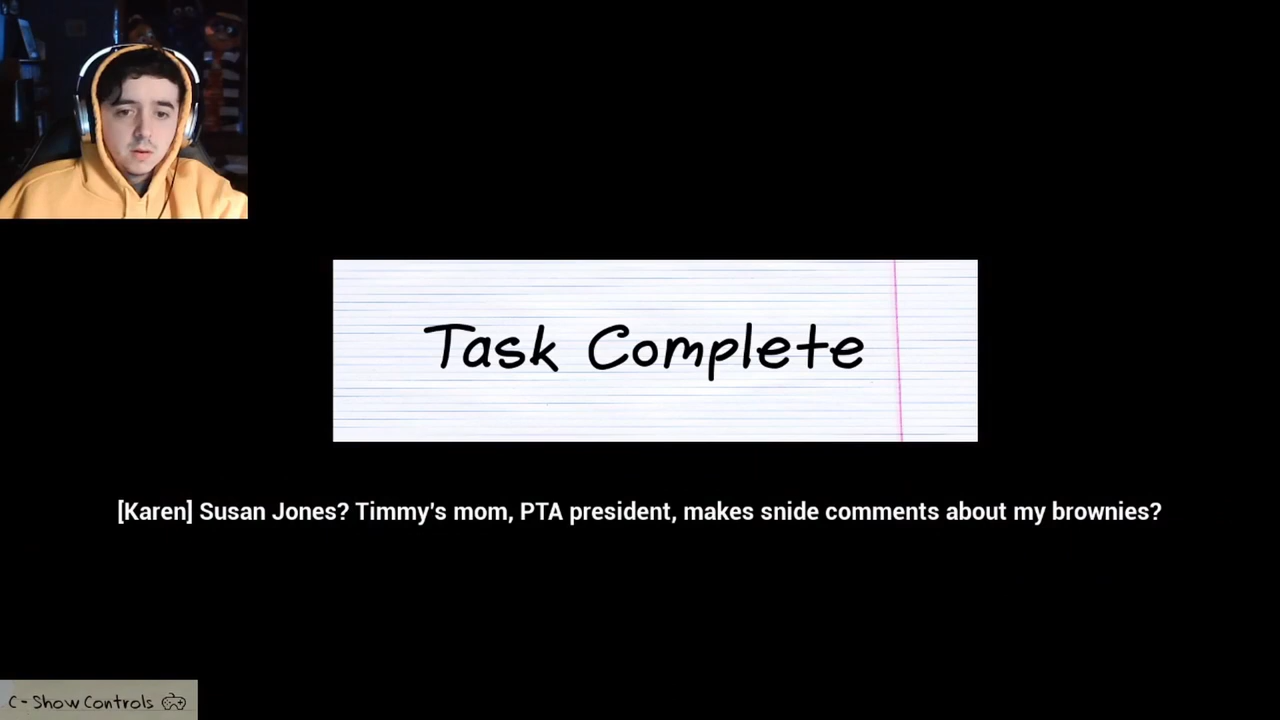 Task Complete
[Karen] Susan Jones? Timmy's mom, PTA president, makes snide comments about my brownies?
C - Show Controls